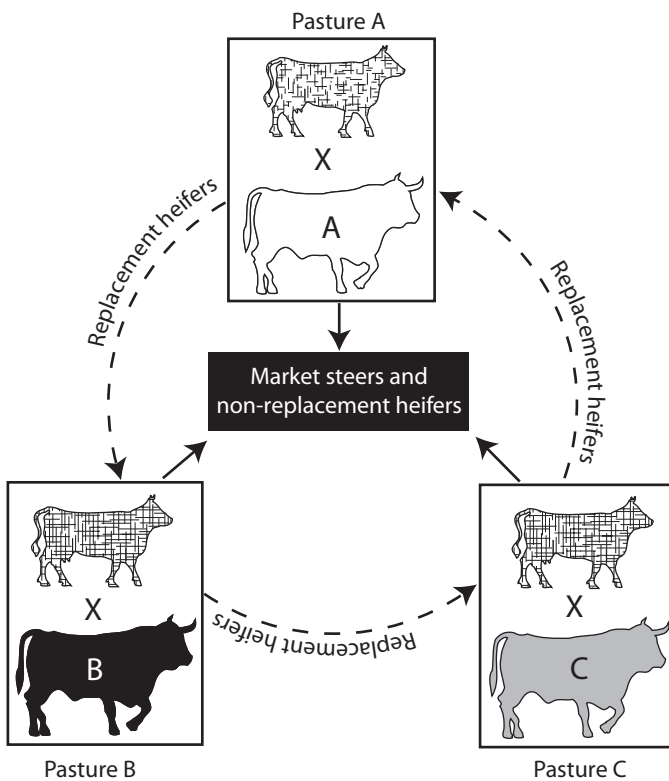 Pasture A
X
A
Replacement heifers
Replacement heifers
Market steers and
non-replacement heifers
X
B
Replacement heifers
X
C
Pasture B
Pasture C